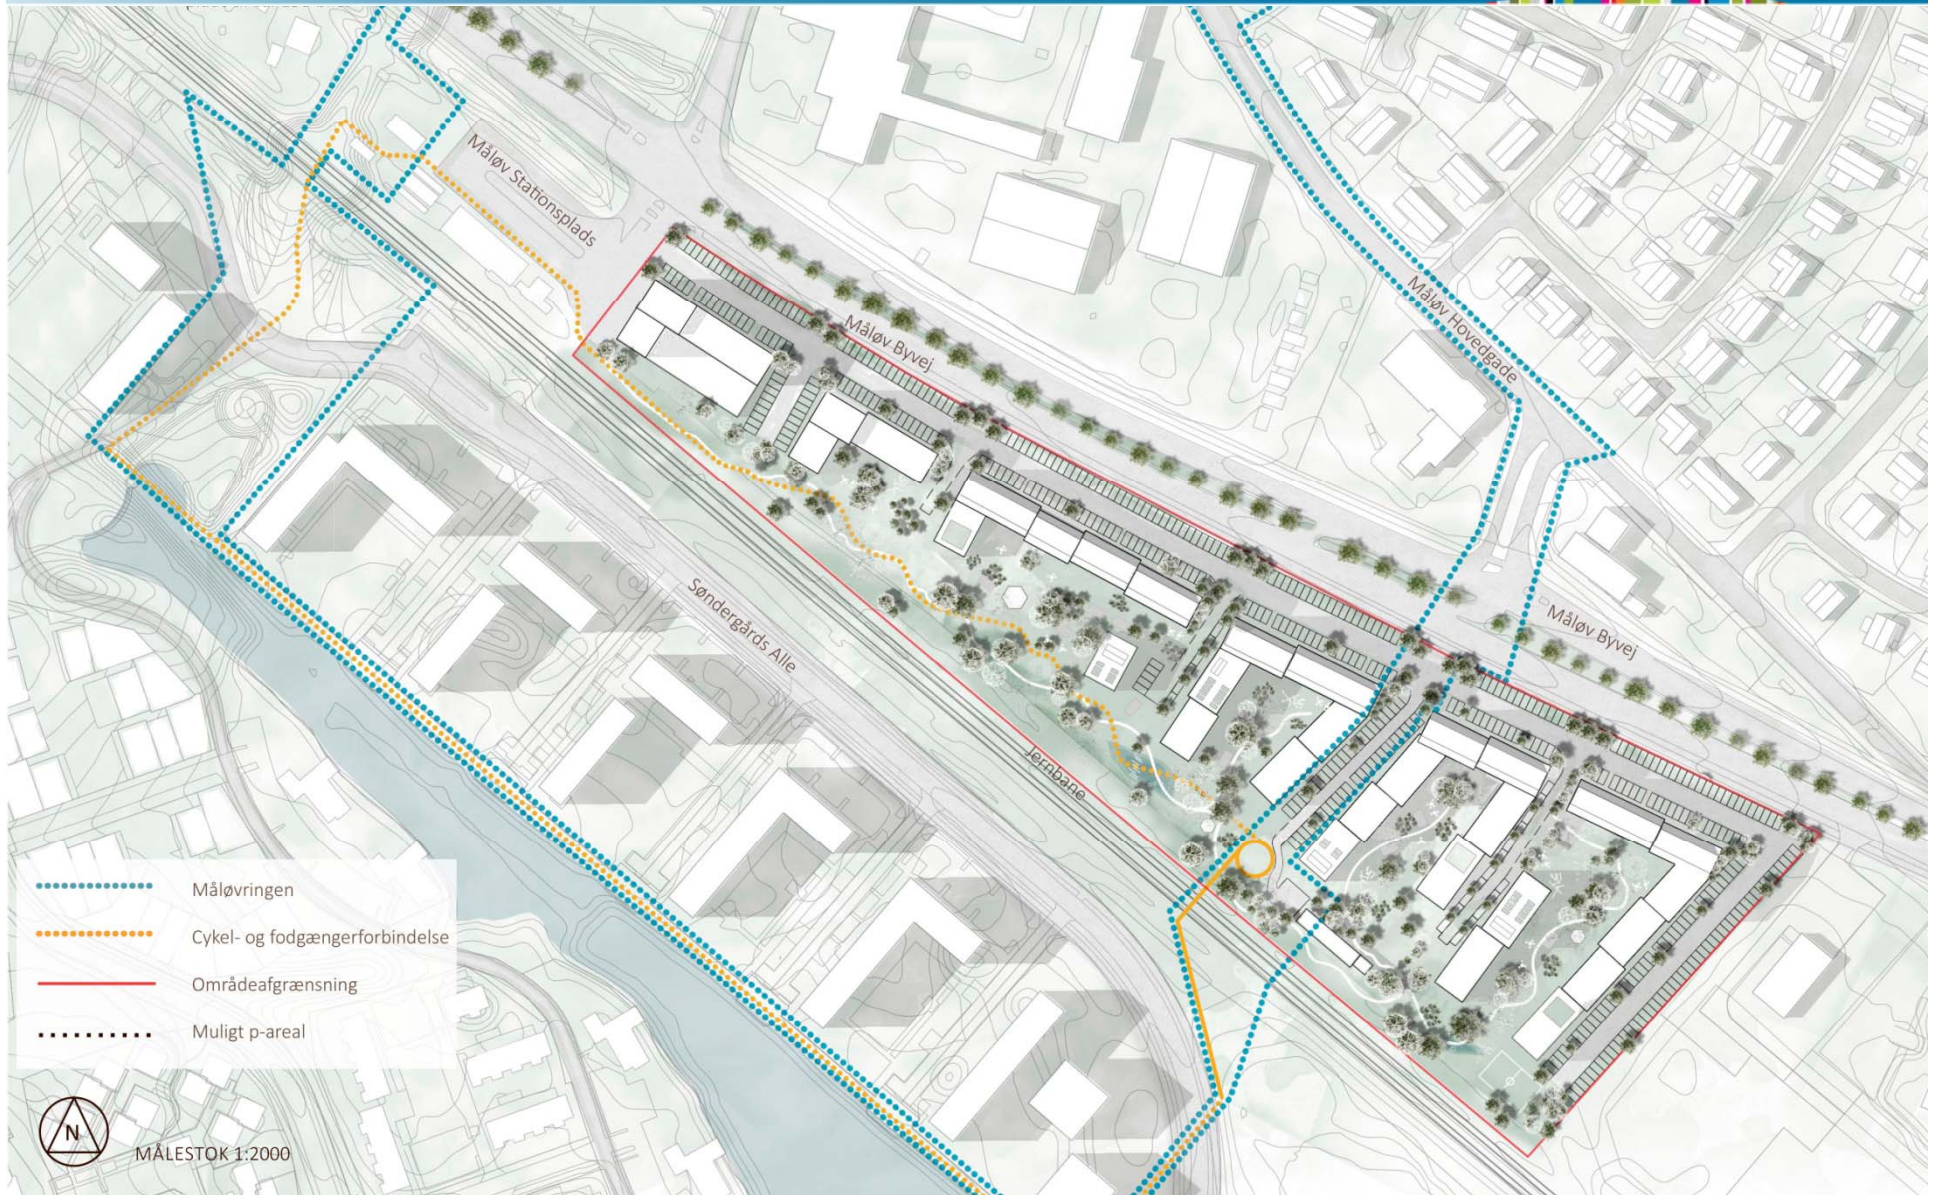 Måløv Stationsplads
Måløv Hovedgade
Måløv Byvej
Måløv Byvej
Søndergårds Alle
Jernbane
Måløvringen
Cykel- og fodgængerforbindelse
Områdeafgrænsning
Muligt p-areal
N
MÅLESTOK 1:2000